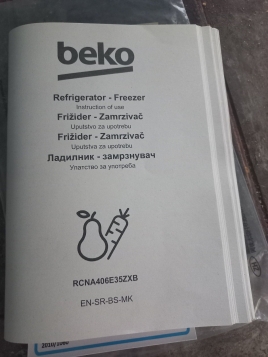 beko
Refrigerator - Freezer
Instruction of use
Frižider - Zamrzivač
Uputstvo za upotrebu
Frižider - Zamrzivač
Uputstva za upotrebu
Ладилник - замрзнувач
Упатство за употреба
RCNA406E35ZXB
EN-SR-BS-MK